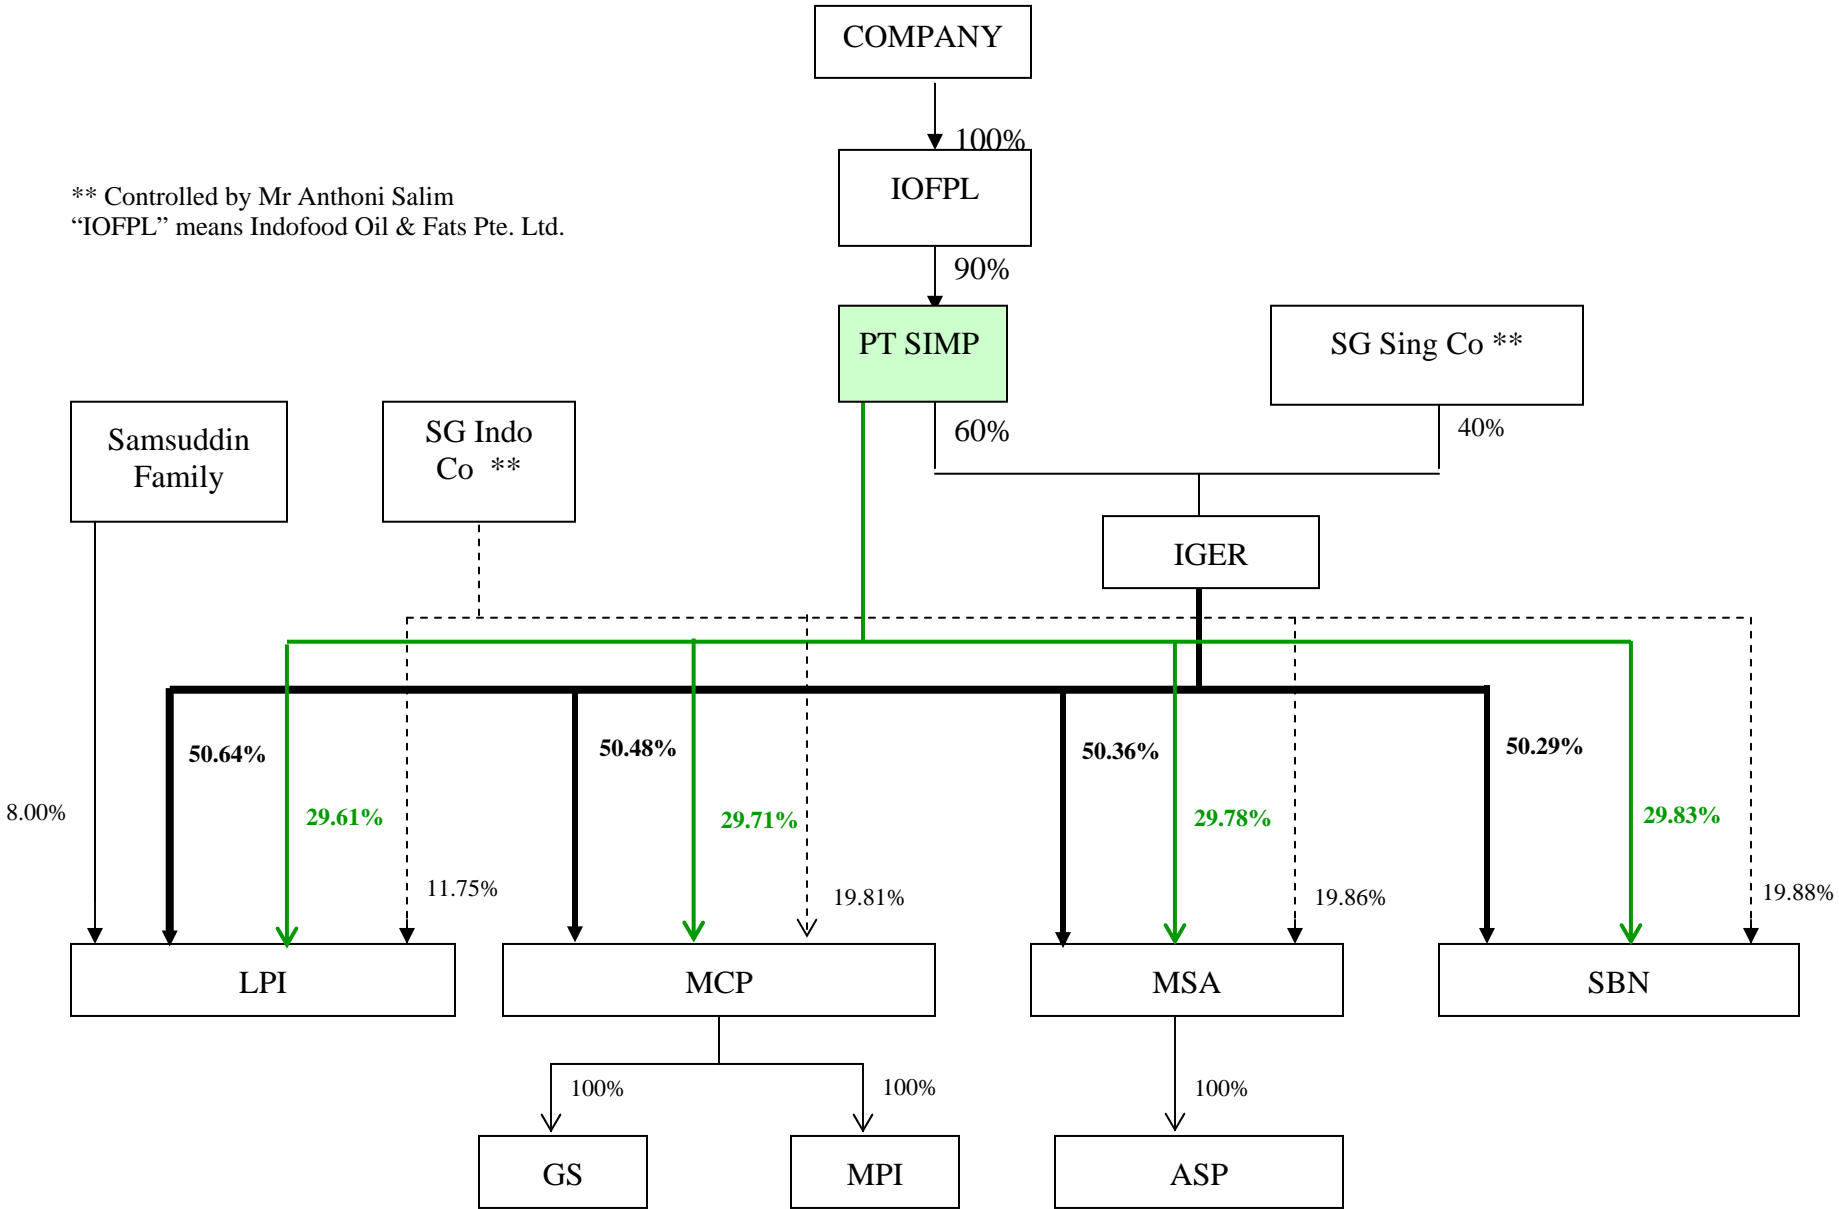 COMPANY
100%
IOFPL
** Controlled by Mr Anthoni Salim
“IOFPL” means Indofood Oil & Fats Pte. Ltd.
90%
PT SIMP
SG Sing Co **
Samsuddin
Family
SG Indo
Co **
60%
40%
IGER
50.64%
50.48%
50.36%
50.29%
8.00%
29.61%
29.71%
29.78%
29.83%
11.75%
19.81%
19.86%
19.88%
LPI
MCP
MSA
SBN
100%
100%
100%
GS
MPI
ASP